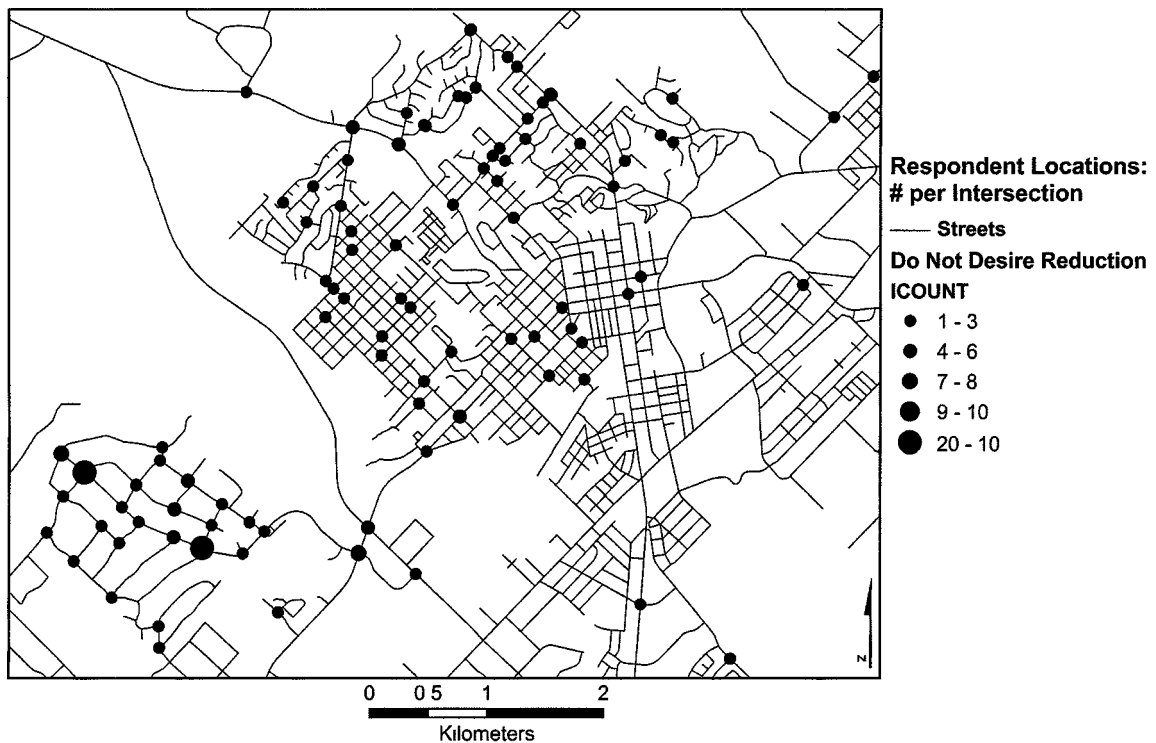 Respondent Locations:
# per Intersection
Streets
Do Not Desire Reduction
ICOUNT
1 - 3
4 - 6
7 - 8
9 - 10
20 - 10
N
0 0 5 1 2
Kilometers